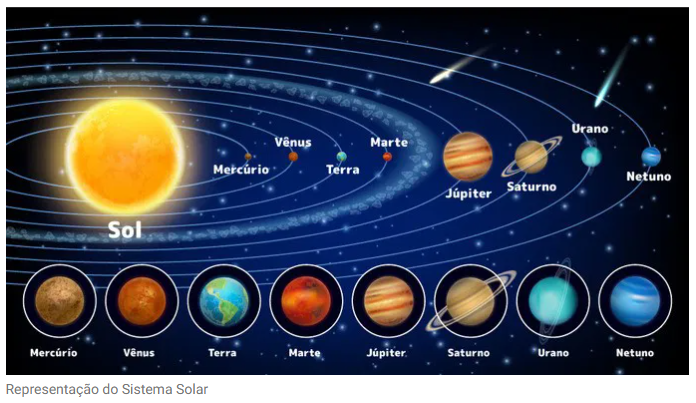 Sol
Mercúrio
Vênus
Terra
Marte
Júpiter
Saturno
Urano
Netuno
Mercúrio
Vênus
Terra
Marte
Júpiter
Saturno
Urano
Netuno
Representação do Sistema Solar